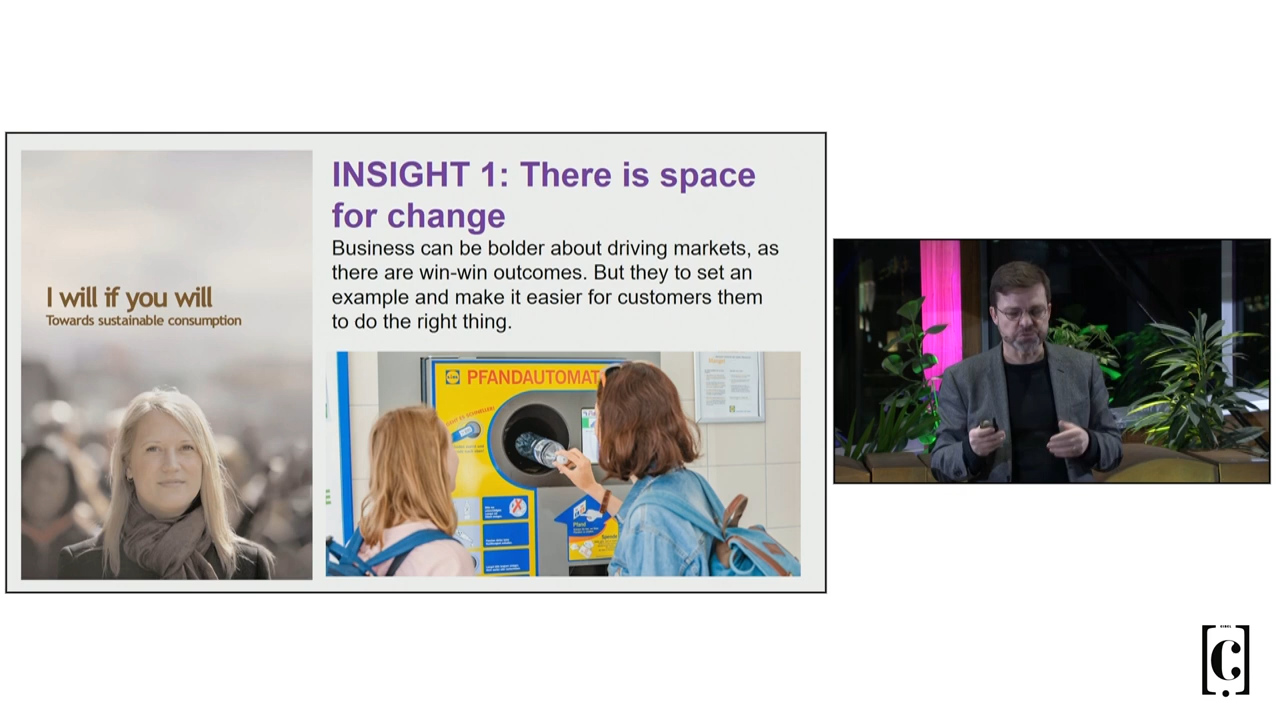 I will if you will
Towards sustainable consumption
INSIGHT 1: There is space
for change
Business can be bolder about driving markets, as
there are win-win outcomes. But they to set an
example and make it easier for customers them
to do the right thing.
PFANDAUTOMAT
Pfand
Spende